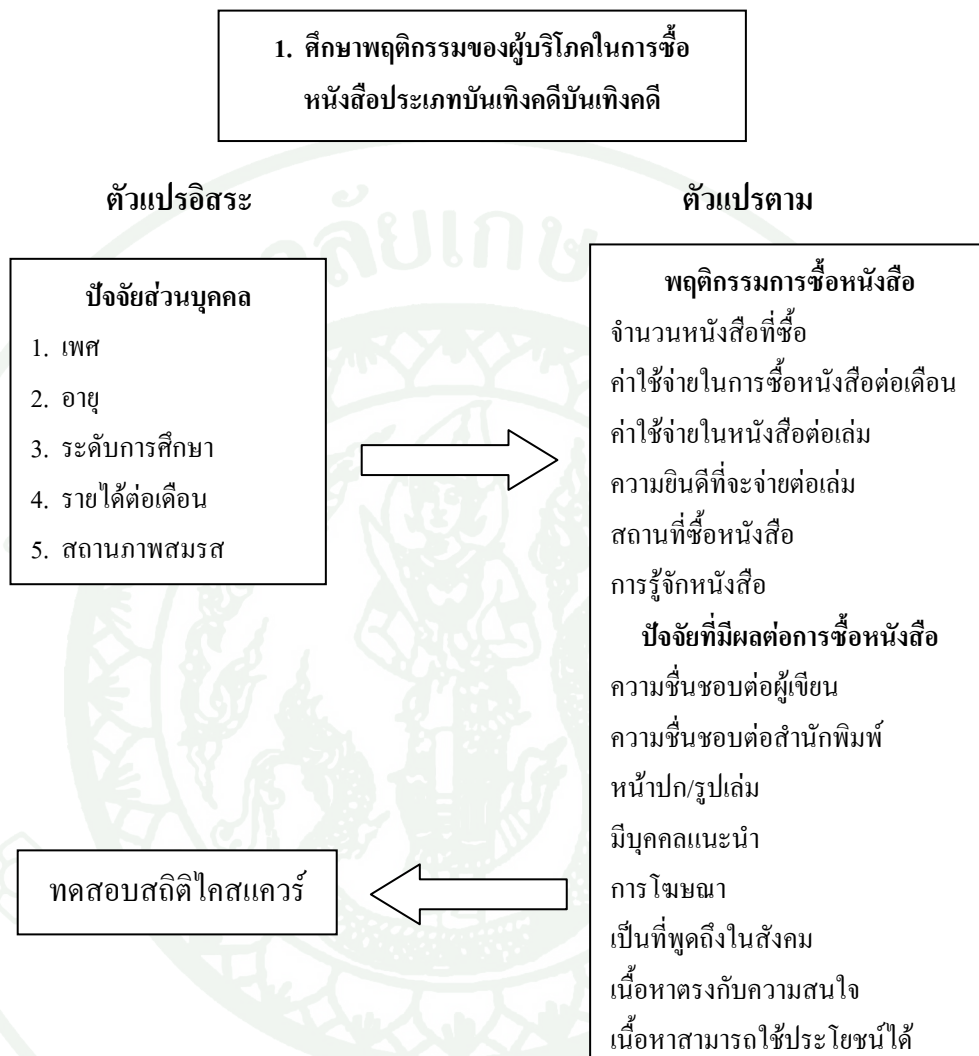 1. ศึกษาพฤติกรรมของผู้บริโภคในการซื้อ
หนังสือประเภทบันเทิงคดีบันเทิงคดี
ตัวแปรอิสระ
ตัวแปรตาม
ปัจจัยส่วนบุคคล
1. เพศ
2. อายุ
3. ระดับการศึกษา
4. รายได้ต่อเดือน
5. สถานภาพสมรส
พฤติกรรมการซื้อหนังสือ
จำนวนหนังสือที่ซื้อ
ค่าใช้จ่ายในการซื้อหนังสือต่อเดือน
ค่าใช้จ่ายในหนังสือต่อเล่ม
ความยินดีที่จะจ่ายต่อเล่ม
สถานที่ซื้อหนังสือ
การรู้จักหนังสือ
ปัจจัยที่มีผลต่อการซื้อหนังสือ
ความชื่นชอบต่อผู้เขียน
ความชื่นชอบต่อสำนักพิมพ์
หน้าปก/รูปเล่ม
มีบุคคลแนะนำ
การโฆษณา
เป็นที่พูดถึงในสังคม
เนื้อหาตรงกับความสนใจ
เนื้อหาสามารถใช้ประโยชน์ได้
ทดสอบสถิติไคสแควร์